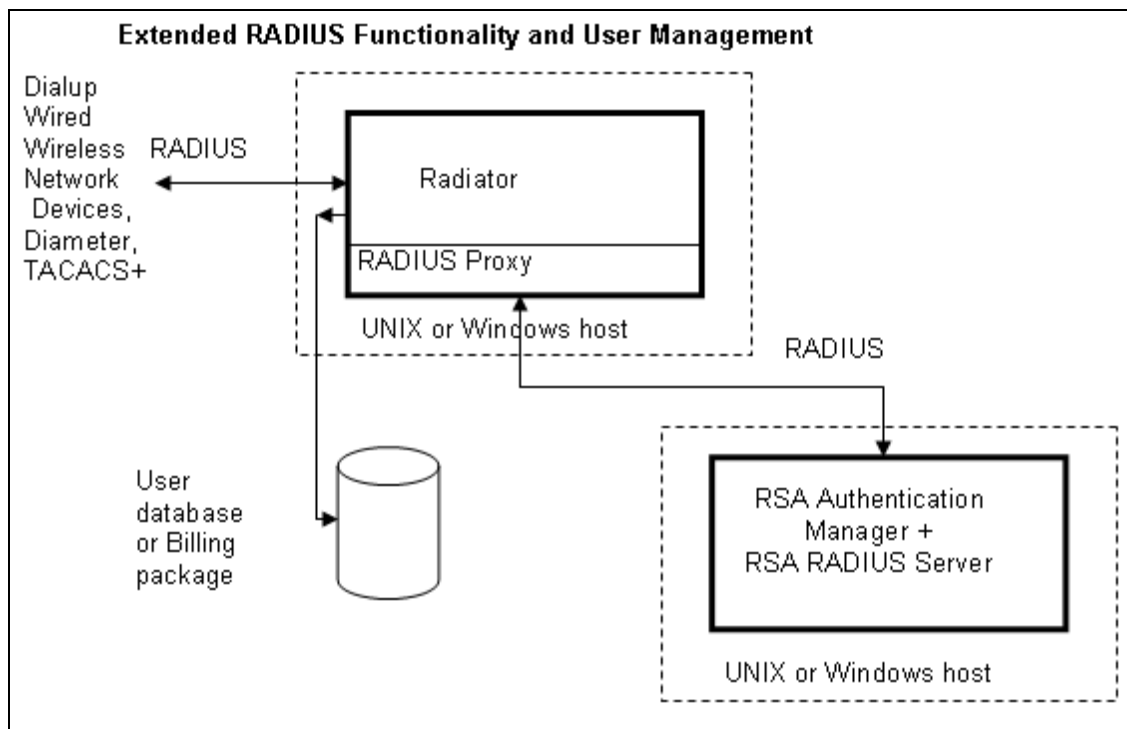 Extended RADIUS Functionality and User Management
Dialup
Wired
Wireless
Network
Devices,
Diameter,
TACACS+
RADIUS
Radiator
RADIUS Proxy
UNIX or Windows host
RADIUS
User
database
or Billing
package
RSA Authentication
Manager +
RSA RADIUS Server
UNIX or Windows host